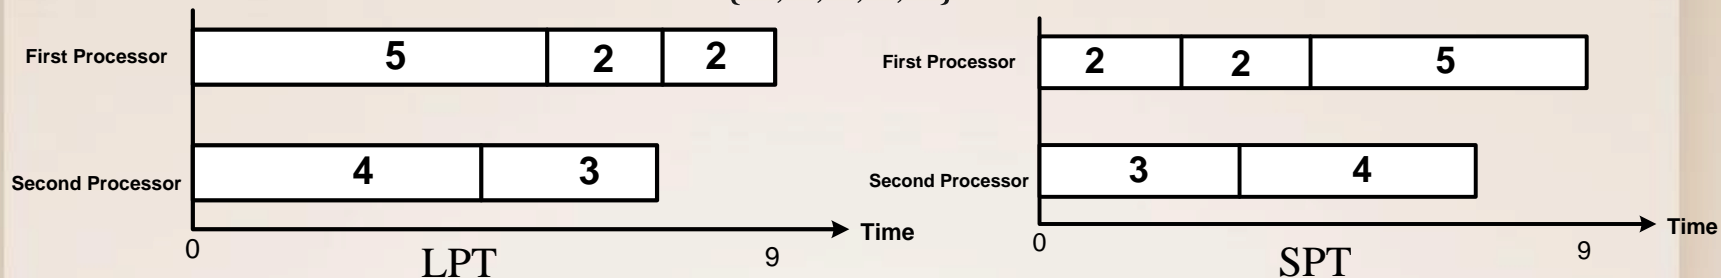 First Processor
5 2 2
Second Processor
4 3
Time
0 9
LPT
First Processor
2 2 5
Second Processor
3 4
Time
0 9
SPT